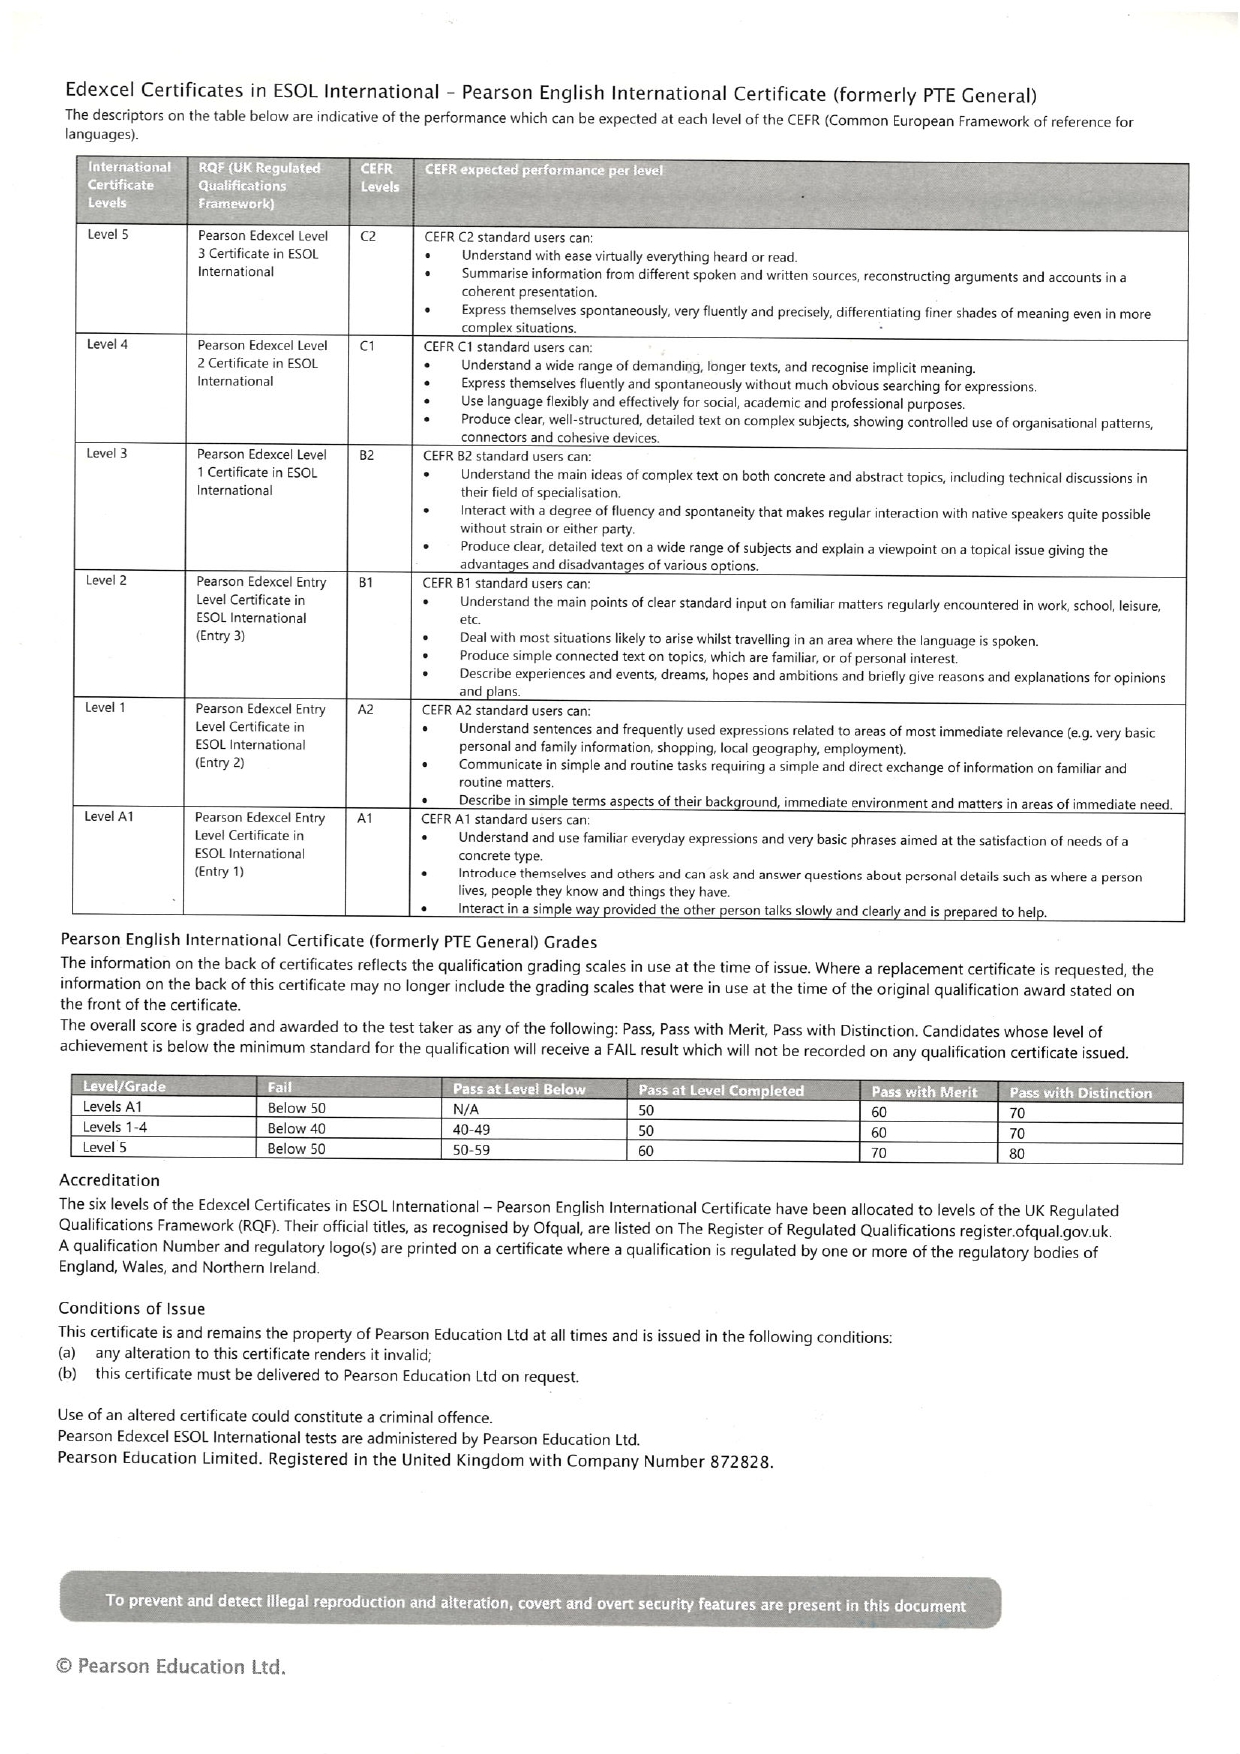 Edexcel Certificates in ESOL International – Pearson English International Certificate (formerly PTE General)
The descriptors on the table below are indicative of the performance which can be expected at each level of the CEFR (Common European Framework of reference for
languages).
International Certificate Levels | RQF (UK Regulated Qualifications Framework) | CEFR Levels | CEFR expected performance per level
Level 5 | Pearson Edexcel Level 3 Certificate in ESOL International | C2 | CEFR C2 standard users can:
• Understand with ease virtually everything heard or read.
• Summarise information from different spoken and written sources, reconstructing arguments and accounts in a
coherent presentation.
• Express themselves spontaneously, very fluently and precisely, differentiating finer shades of meaning even in more
complex situations.
Level 4 | Pearson Edexcel Level 2 Certificate in ESOL International | C1 | CEFR C1 standard users can:
• Understand a wide range of demanding, longer texts, and recognise implicit meaning.
• Express themselves fluently and spontaneously without much obvious searching for expressions.
• Use language flexibly and effectively for social, academic and professional purposes.
• Produce clear, well-structured, detailed text on complex subjects, showing controlled use of organisational patterns,
connectors and cohesive devices.
Level 3 | Pearson Edexcel Level 1 Certificate in ESOL International | B2 | CEFR B2 standard users can:
• Understand the main ideas of complex text on both concrete and abstract topics, including technical discussions in
their field of specialisation.
• Interact with a degree of fluency and spontaneity that makes regular interaction with native speakers quite possible
without strain or either party.
• Produce clear, detailed text on a wide range of subjects and explain a viewpoint on a topical issue giving the
advantages and disadvantages of various options.
Level 2 | Pearson Edexcel Entry Level Certificate in ESOL International (Entry 3) | B1 | CEFR B1 standard users can:
• Understand the main points of clear standard input on familiar matters regularly encountered in work, school, leisure,
etc.
• Deal with most situations likely to arise whilst travelling in an area where the language is spoken.
• Produce simple connected text on topics, which are familiar, or of personal interest.
• Describe experiences and events, dreams, hopes and ambitions and briefly give reasons and explanations for opinions
and plans.
Level 1 | Pearson Edexcel Entry Level Certificate in ESOL International (Entry 2) | A2 | CEFR A2 standard users can:
• Understand sentences and frequently used expressions related to areas of most immediate relevance (e.g. very basic
personal and family information, shopping, local geography, employment).
• Communicate in simple and routine tasks requiring a simple and direct exchange of information on familiar and
routine matters.
• Describe in simple terms aspects of their background, immediate environment and matters in areas of immediate need.
Level A1 | Pearson Edexcel Entry Level Certificate in ESOL International (Entry 1) | A1 | CEFR A1 standard users can:
• Understand and use familiar everyday expressions and very basic phrases aimed at the satisfaction of needs of a
concrete type.
• Introduce themselves and others and can ask and answer questions about personal details such as where a person
lives, people they know and things they have.
• Interact in a simple way provided the other person talks slowly and clearly and is prepared to help.
Pearson English International Certificate (formerly PTE General) Grades
The information on the back of certificates reflects the qualification grading scales in use at the time of issue. Where a replacement certificate is requested, the
information on the back of this certificate may no longer include the grading scales that were in use at the time of the original qualification award stated on
the front of the certificate.
The overall score is graded and awarded to the test taker as any of the following: Pass, Pass with Merit, Pass with Distinction. Candidates whose level of
achievement is below the minimum standard for the qualification will receive a FAIL result which will not be recorded on any qualification certificate issued.
Level/Grade | Fail | Pass at Level Below | Pass at Level Completed | Pass with Merit | Pass with Distinction
Levels A1 | Below 50 | N/A | 50 | 60 | 70
Levels 1-4 | Below 40 | 40-49 | 50 | 60 | 70
Level 5 | Below 50 | 50-59 | 60 | 70 | 80
Accreditation
The six levels of the Edexcel Certificates in ESOL International – Pearson English International Certificate have been allocated to levels of the UK Regulated
Qualifications Framework (RQF). Their official titles, as recognised by Ofqual, are listed on The Register of Regulated Qualifications register.ofqual.gov.uk.
A qualification Number and regulatory logo(s) are printed on a certificate where a qualification is regulated by one or more of the regulatory bodies of
England, Wales, and Northern Ireland.
Conditions of Issue
This certificate is and remains the property of Pearson Education Ltd at all times and is issued in the following conditions:
(a) any alteration to this certificate renders it invalid;
(b) this certificate must be delivered to Pearson Education Ltd on request.
Use of an altered certificate could constitute a criminal offence.
Pearson Edexcel ESOL International tests are administered by Pearson Education Ltd.
Pearson Education Limited. Registered in the United Kingdom with Company Number 872828.
To prevent and detect illegal reproduction and alteration, covert and overt security features are present in this document
© Pearson Education Ltd.